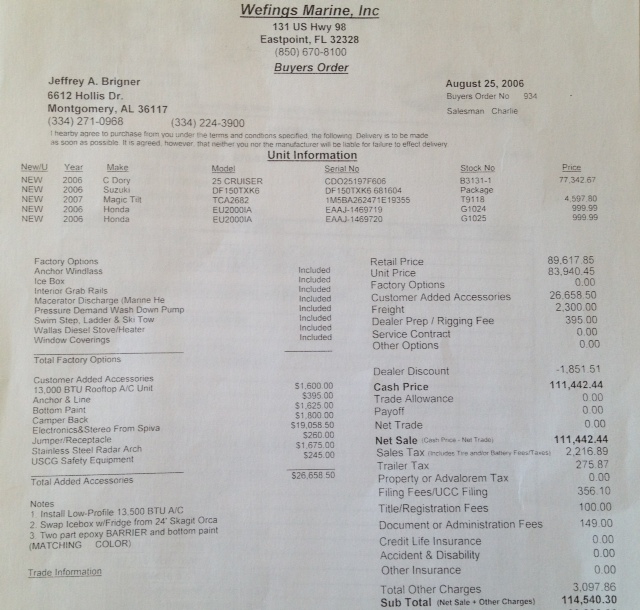 Wefings Marine, Inc
131 US Hwy 98
Eastpoint, FL 32328
(850) 670-8100
Buyers Order
Jeffrey A. Brigner
6612 Hollis Dr.
Montgomery, AL 36117
(334) 271-0968 (334) 224-3900
August 25, 2006
Buyers Order No 934
Salesman Charlie
I hearby agree to purchase from you under the terms and conditions specified, the following. Delivery is to be made
as soon as possible. It is agreed, however, that neither you nor the manufacturer will be liable for failure to effect delivery
Unit Information
New/U Year Make Model Serial No Stock No Price
NEW 2006 C Dory 25 CRUISER CDO25197F606 B3131-1 77,342.67
NEW 2006 Suzuki DF150TXK6 DF150TXK6 681604 Package
NEW 2007 Magic Tilt TCA2682 1M5BA262471E19355 T9118 4,597.80
NEW 2006 Honda EU2000IA EAAJ-1469719 G1024 999.99
NEW 2006 Honda EU2000IA EAAJ-1469720 G1025 999.99
Factory Options
Anchor Windlass Included
Ice Box Included
Interior Grab Rails Included
Macerator Discharge (Marine He Included
Pressure Demand Wash Down Pump Included
Swim Step, Ladder & Ski Tow Included
Wallas Diesel Stove/Heater Included
Window Coverings Included
Total Factory Options
Customer Added Accessories
13,000 BTU Rooftop A/C Unit $1,600.00
Anchor & Line $395.00
Bottom Paint $1,625.00
Camper Back $1,800.00
Electronics&Stereo From Spiva $19,058.50
Jumper/Receptacle $260.00
Stainless Steel Radar Arch $1,675.00
USCG Safety Equipment $245.00
Total Added Accessories $26,658.50
Notes
1. Install Low-Profile 13,500 BTU A/C
2. Swap Icebox w/Fridge from 24' Skagit Orca
3. Two part epoxy BARRIER and bottom paint
(MATCHING COLOR)
Trade Information
Retail Price 89,617.85
Unit Price 83,940.45
Factory Options 0.00
Customer Added Accessories 26,658.50
Freight 2,300.00
Dealer Prep / Rigging Fee 395.00
Service Contract 0.00
Other Options 0.00
Dealer Discount -1,851.51
Cash Price 111,442.44
Trade Allowance 0.00
Payoff 0.00
Net Trade 0.00
Net Sale (Cash Price - Net Trade) 111,442.44
Sales Tax (Includes Tire and/or Battery Fees/Taxes) 2,216.89
Trailer Tax 275.87
Property or Advalorem Tax 0.00
Filing Fees/UCC Filing 356.10
Title/Registration Fees 100.00
Document or Administration Fees 149.00
Credit Life Insurance 0.00
Accident & Disability 0.00
Other Insurance 0.00
Total Other Charges 3,097.86
Sub Total (Net Sale + Other Charges) 114,540.30